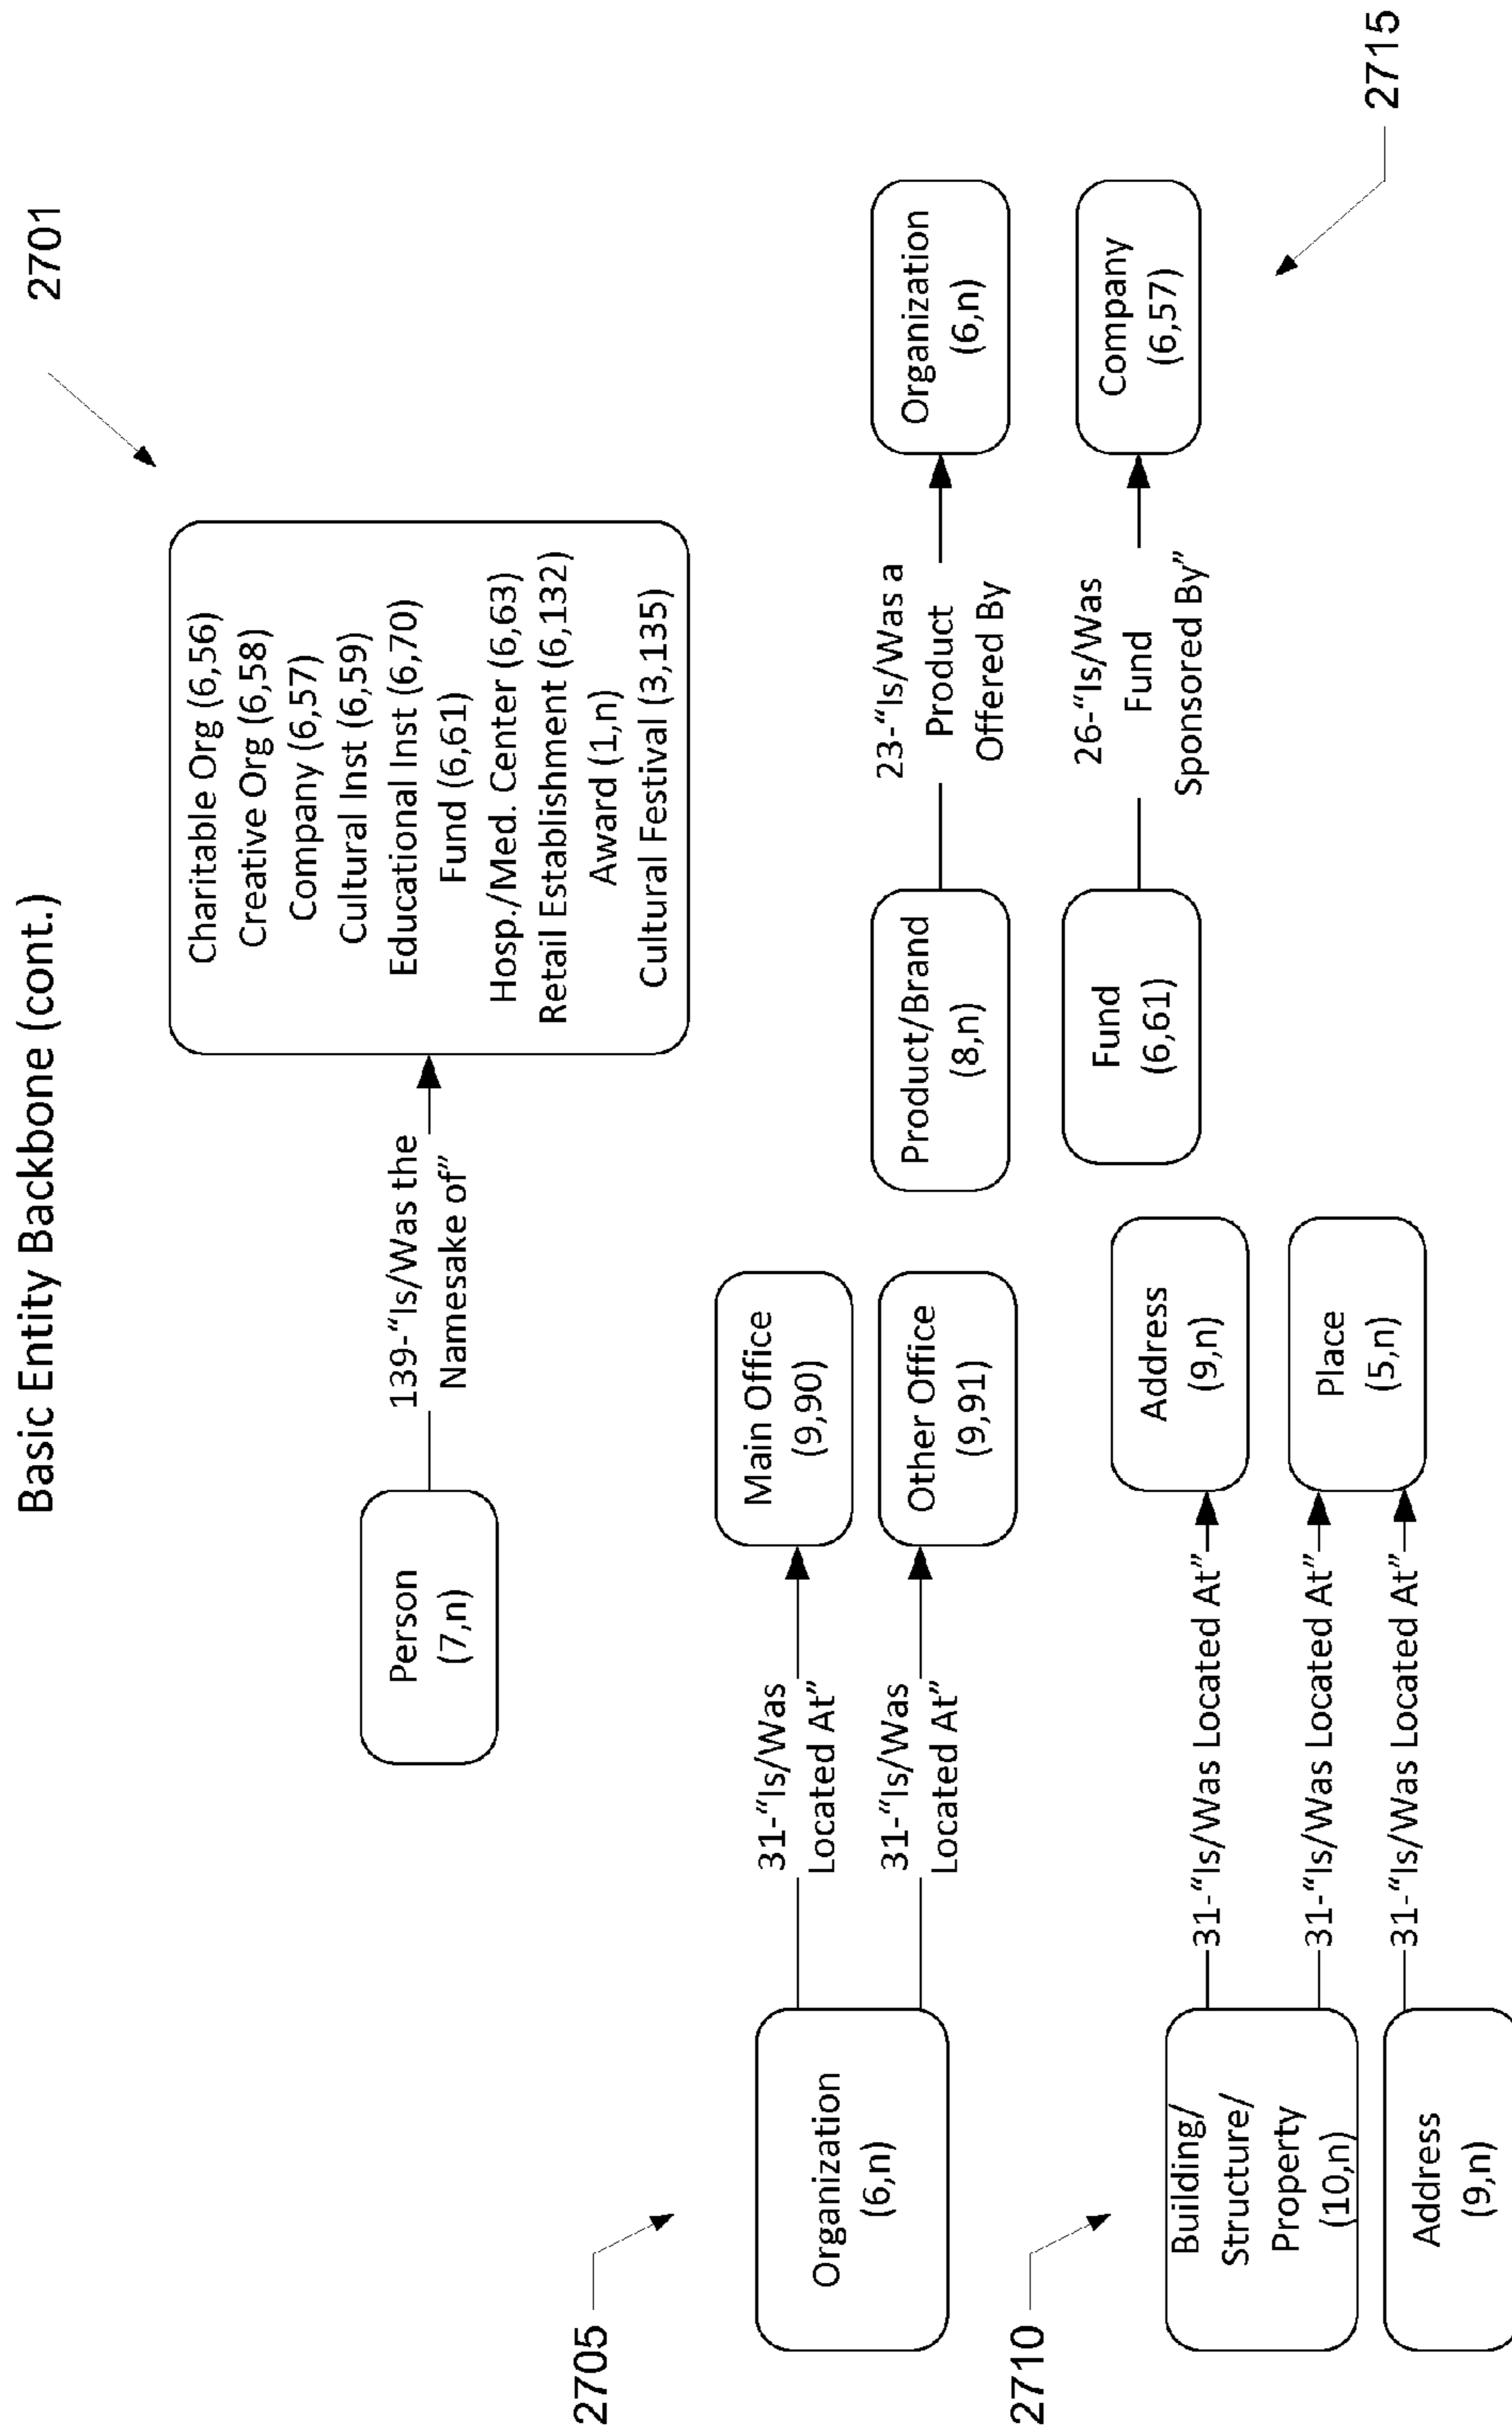 Basic Entity Backbone (cont.)
2701
Person
(7,n)
139-“Is/Was the
Namesake of”
Charitable Org (6,56)
Creative Org (6,58)
Company (6,57)
Cultural Inst (6,59)
Educational Inst (6,70)
Fund (6,61)
Hosp./Med. Center (6,63)
Retail Establishment (6,132)
Award (1,n)
Cultural Festival (3,135)
2705
Organization
(6,n)
31-“Is/Was
Located At”
31-“Is/Was
Located At”
Main Office
(9,90)
Other Office
(9,91)
2710
Building/
Structure/
Property
(10,n)
Address
(9,n)
31-“Is/Was Located At”
31-“Is/Was Located At”
31-“Is/Was Located At”
Address
(9,n)
Place
(5,n)
Product/Brand
(8,n)
23-“Is/Was a
Product
Offered By
Organization
(6,n)
Fund
(6,61)
26-“Is/Was
Fund
Sponsored By”
Company
(6,57)
2715